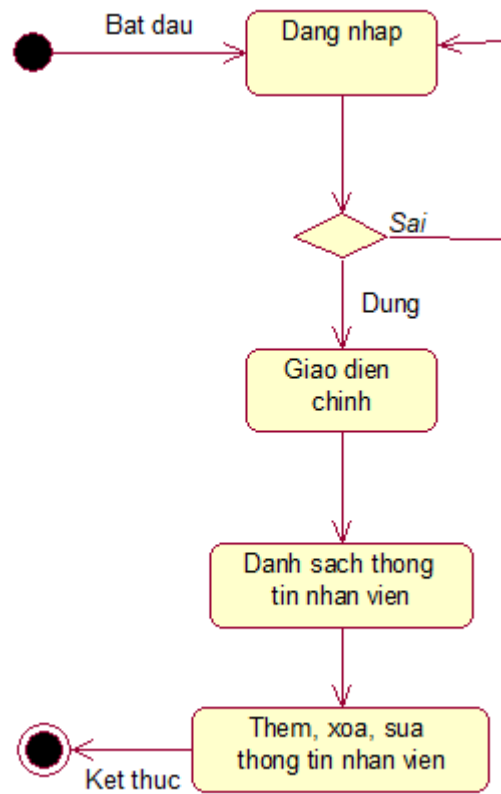 Bat dau
Dang nhap
Sai
Dung
Giao dien
chinh
Danh sach thong
tin nhan vien
Them, xoa, sua
thong tin nhan vien
Ket thuc